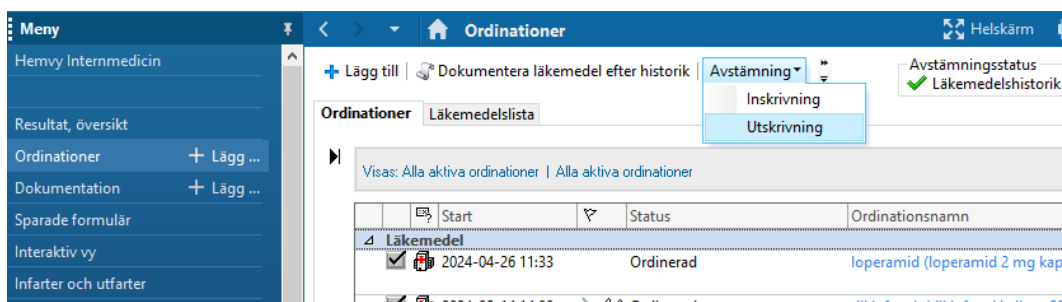 Meny
Ordinationer
Helskärm
Hemvy Internmedicin
Lägg till
Dokumentera läkemedel efter historik
Avstämning
Avstämningsstatus
Läkemedelshistorik
Inskrivning
Utskrivning
Ordinationer
Läkemedelslista
Resultat, översikt
Ordinationer + Lägg ...
Dokumentation + Lägg ...
Sparade formulär
Interaktiv vy
Infarter och utfarter
Visas: Alla aktiva ordinationer | Alla aktiva ordinationer
Start
Status
Ordinationsnamn
Läkemedel
2024-04-26 11:33
Ordinerad
loperamid (loperamid 2 mg kap